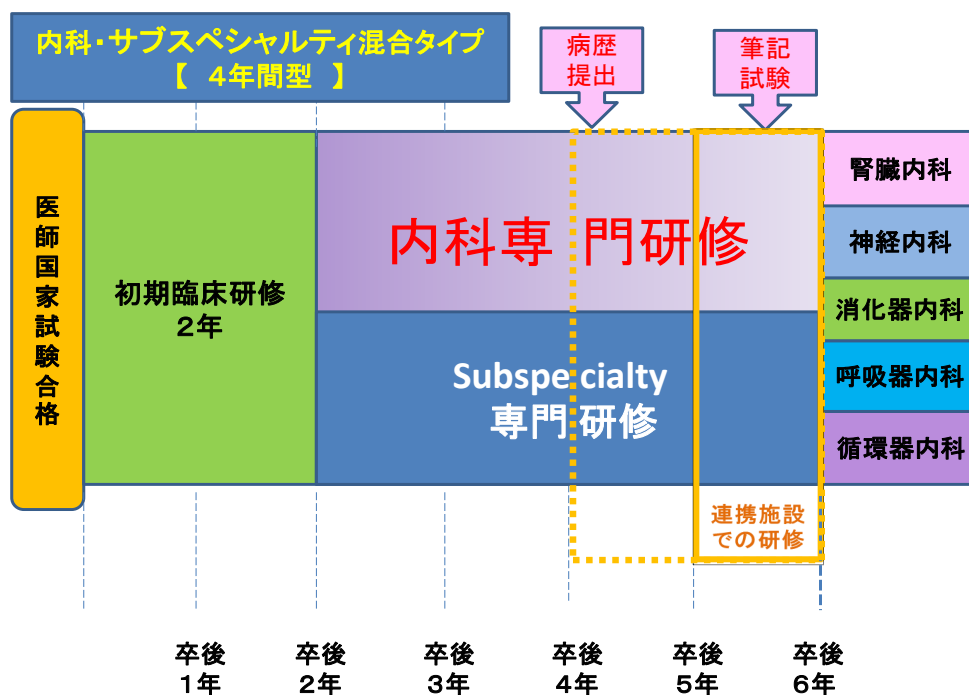 内科・サブスペシャルティ混合タイプ
【 4年間型 】
病歴
提出
筆記
試験
医師国家試験合格
初期臨床研修
2年
内科専 門研修
Subspe cialty
専門 研修
腎臓内科
神経内科
消化器内科
呼吸器内科
循環器内科
連携施設
での研修
卒後
1年
卒後
2年
卒後
3年
卒後
4年
卒後
5年
卒後
6年